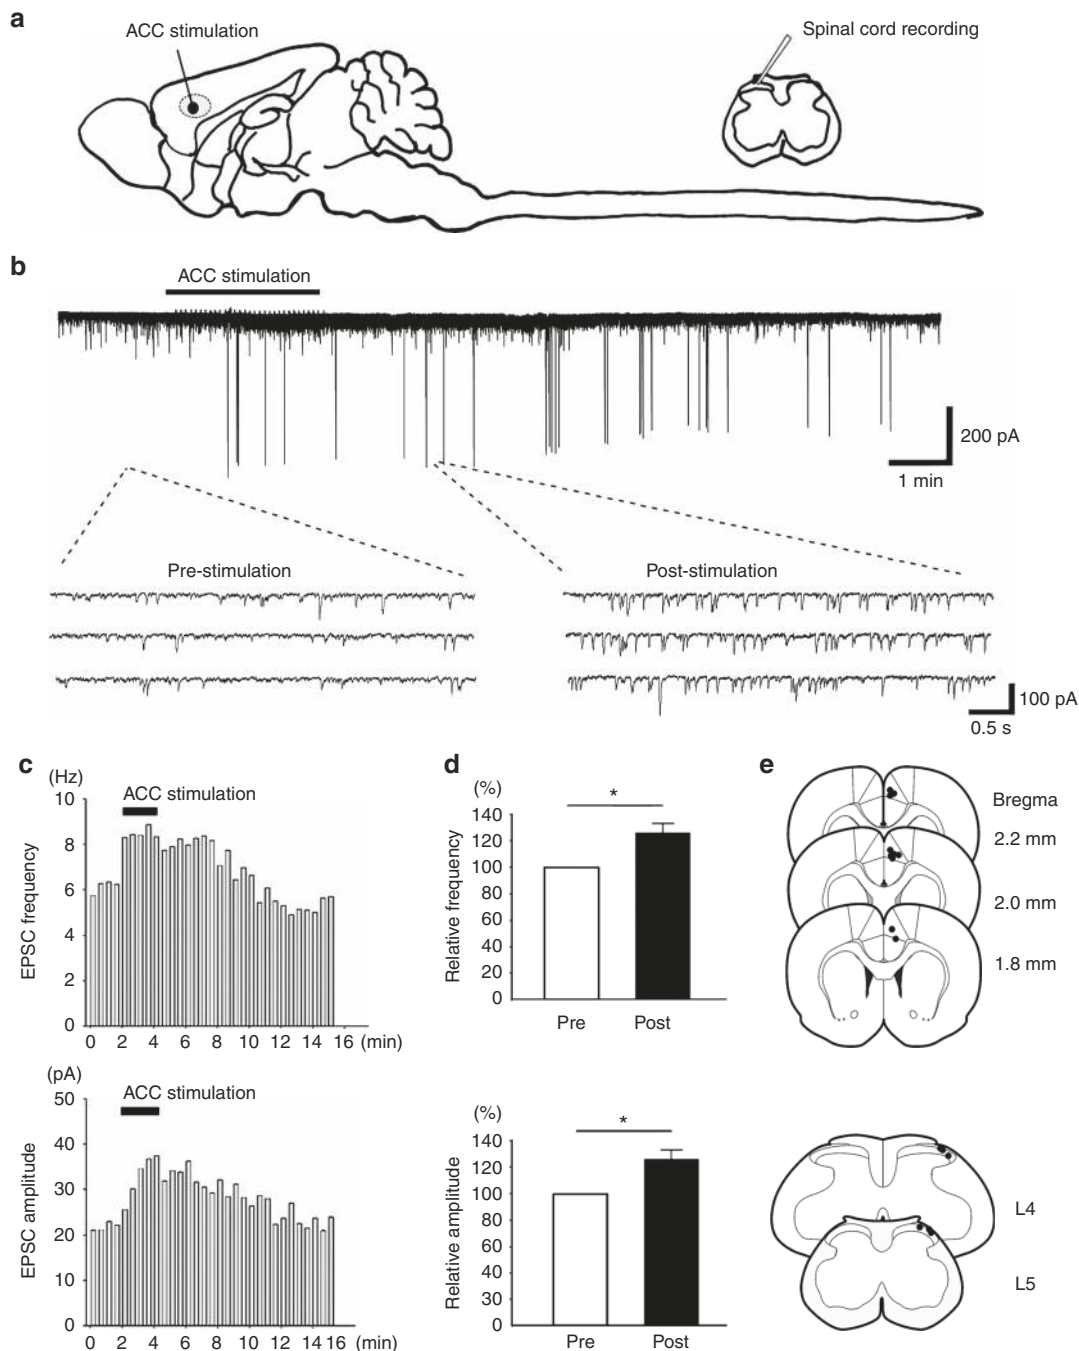 a
ACC stimulation
Spinal cord recording
b
ACC stimulation
200 pA
1 min
Pre-stimulation
Post-stimulation
100 pA
0.5 s
c
(Hz)
10
8
6
4
2
0
EPSC frequency
ACC stimulation
0 2 4 6 8 10 12 14 16 (min)
(pA)
50
40
30
20
10
0
EPSC amplitude
ACC stimulation
0 2 4 6 8 10 12 14 16 (min)
d
(%)
140
120
100
80
60
40
20
0
Relative frequency
*
Pre Post
(%)
140
120
100
80
60
40
30
0
Relative amplitude
*
Pre Post
e
Bregma
2.2 mm
2.0 mm
1.8 mm
L4
L5